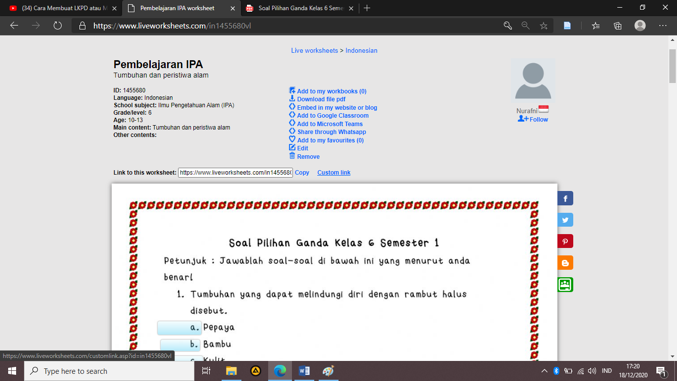 (34) Cara Membuat LKPD atau M
Pembelajaran IPA worksheet
Soal Pilihan Ganda Kelas 6 Seme
https://www.liveworksheets.com/in1455680vl
Live worksheets > Indonesian
Pembelajaran IPA
Tumbuhan dan peristiwa alam
ID: 1455680
Language: Indonesian
School subject: Ilmu Pengetahuan Alam (IPA)
Grade/level: 6
Age: 10-13
Main content: Tumbuhan dan peristiwa alam
Other contents:
Add to my workbooks (0)
Download file pdf
Embed in my website or blog
Add to Google Classroom
Add to Microsoft Teams
Share through Whatsapp
Add to my favourites (0)
Edit
Remove
Nuraini
Follow
Link to this worksheet: https://www.liveworksheets.com/in145568( Copy Custom link
Soal Pilihan Ganda Kelas 6 Semester 1
Petunjuk : Jawablah soal-soal di bawah ini yang menurut anda
benar!
1. Tumbuhan yang dapat melindungi diri dengan rambut halus
disebut.
a. Pepaya
b. Bambu
c. Kulit
https://www.liveworksheets.com/customlink.asp?id=in1455680vl
Type here to search
IND
17:20
18/12/2020